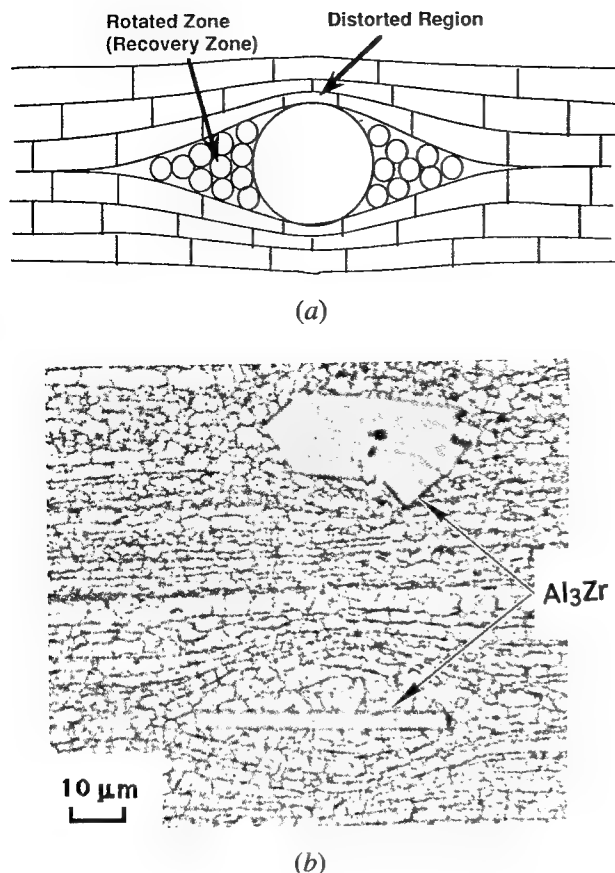 Rotated Zone
(Recovery Zone)
Distorted Region
(a)
Al₃Zr
10 μm
(b)